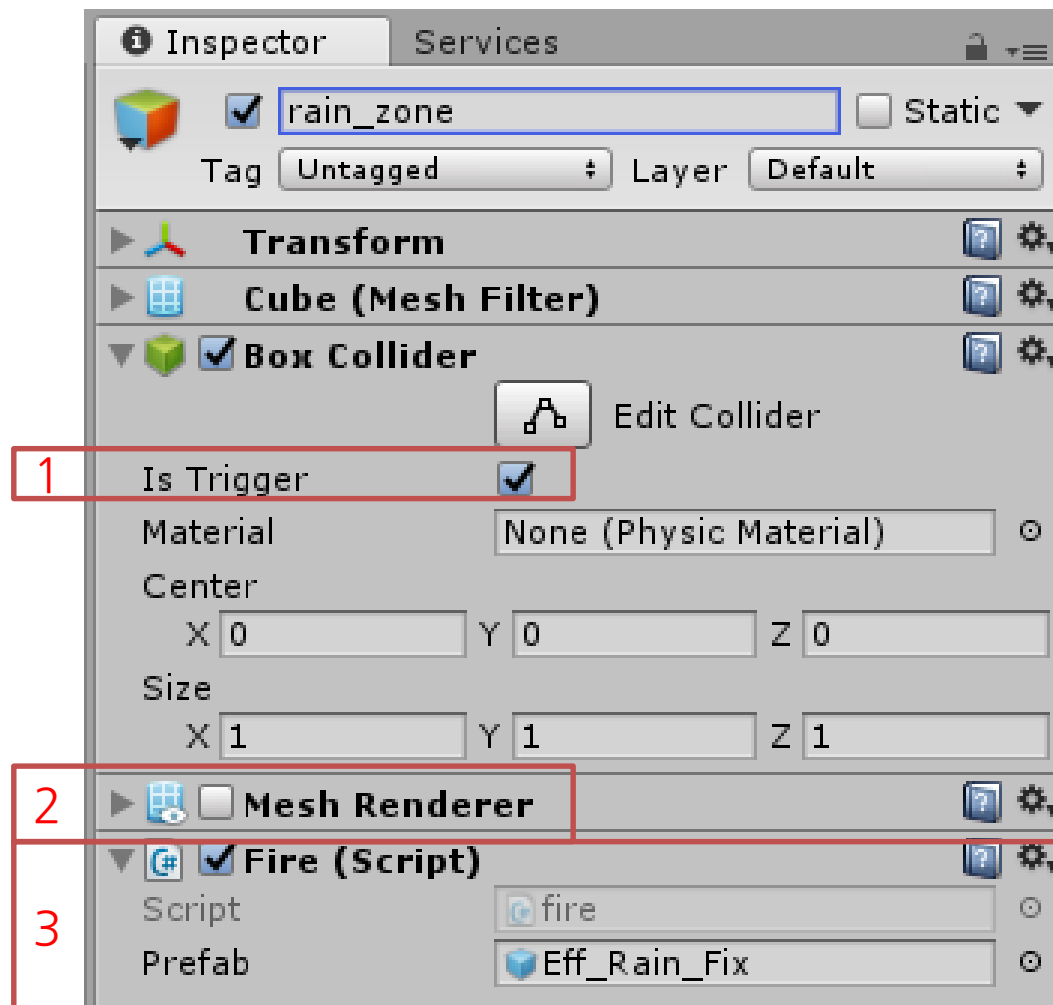 Inspector Services
rain_zone Static
Tag Untagged Layer Default
Transform
Cube (Mesh Filter)
Box Collider
Edit Collider
1 Is Trigger
Material None (Physic Material)
Center
X 0 Y 0 Z 0
Size
X 1 Y 1 Z 1
2 Mesh Renderer
C# Fire (Script)
Script C# fire
3
Prefab Eff_Rain_Fix